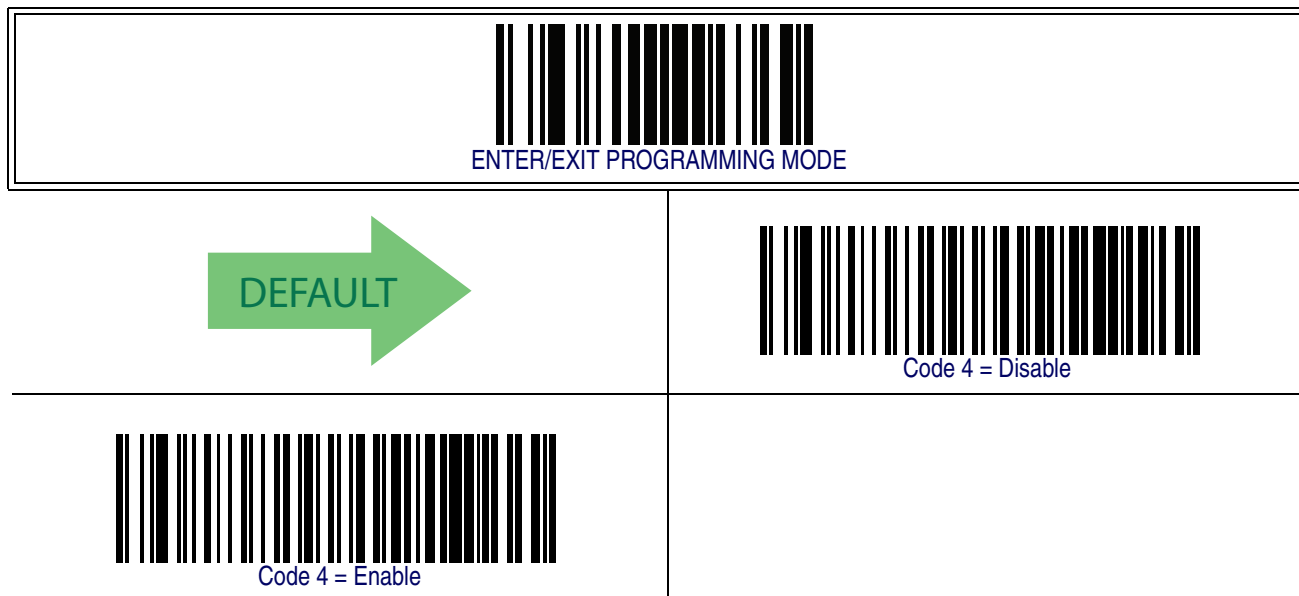 ENTER/EXIT PROGRAMMING MODE
DEFAULT
Code 4 = Disable
Code 4 = Enable